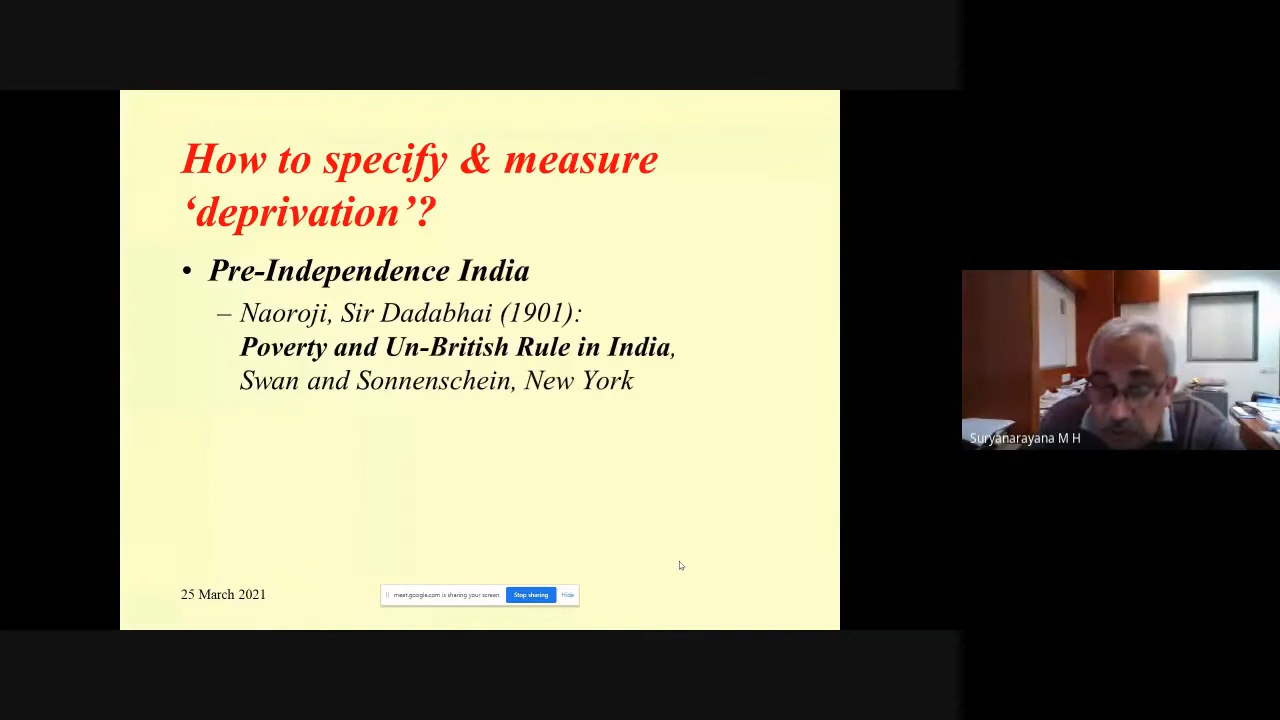 How to specify & measure
‘deprivation’?
• Pre-Independence India
– Naoroji, Sir Dadabhai (1901):
Poverty and Un-British Rule in India,
Swan and Sonnenschein, New York
25 March 2021
meet.google.com is sharing your screen.
Stop sharing
Hide
Suryanarayana M H